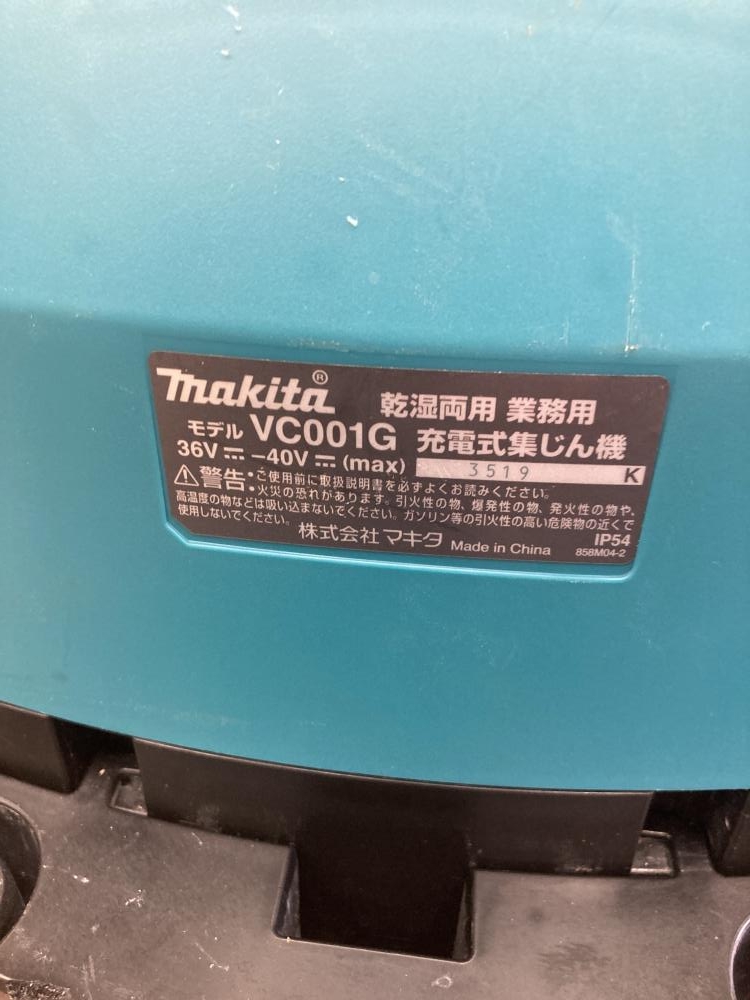 makita® 乾湿両用 業務用
モデル VC001G 充電式集じん機
36V ⎓ –40V ⎓ (max) 3519 K
⚠警告:ご使用前に取扱説明書を必ずよくお読みください。
・火災の恐れがあります。引火性の物、爆発性の物、発火性の物や、
高温度の物などは吸い込まないでください。ガソリン等の引火性の高い危険物の近くで
使用しないでください。 IP54
株式会社 マキタ Made in China 858M04-2